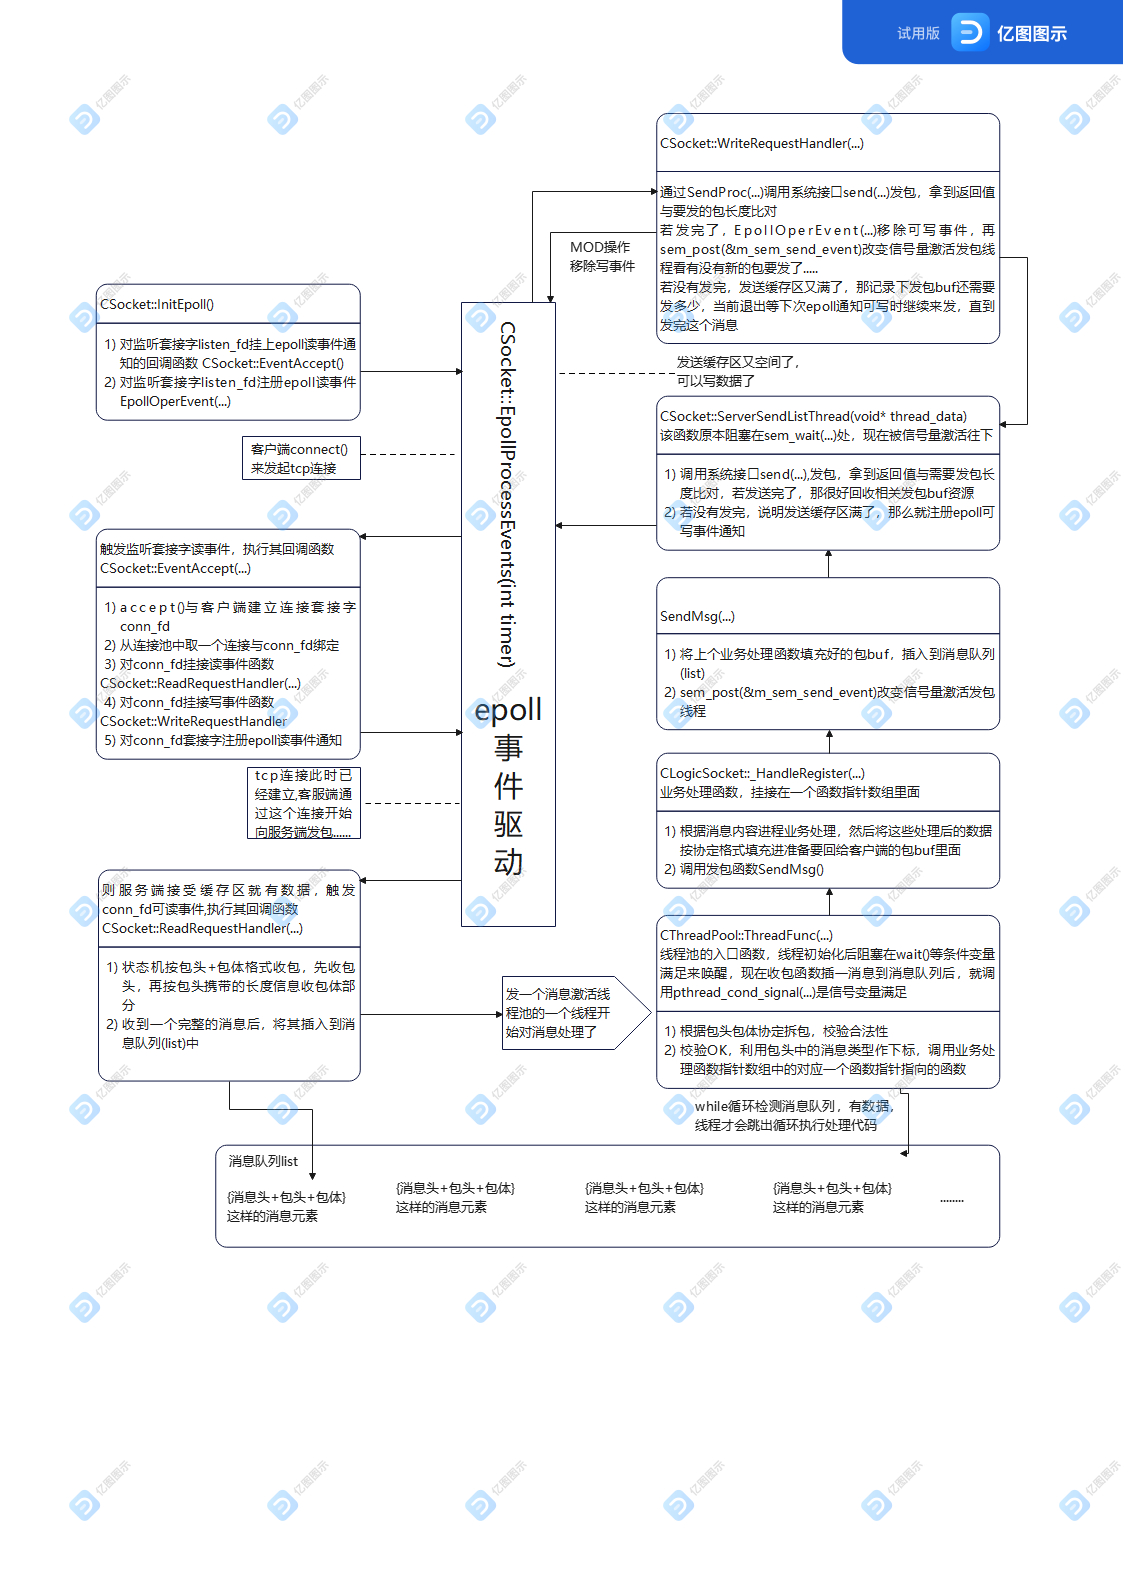 试用版
亿图图示
CSocket::WriteRequestHandler(...)
通过SendProc(...)调用系统接口send(...)发包，拿到返回值
与要发的包长度比对
若发完了，EpollOperEvent(...)移除可写事件，再
sem_post(&m_sem_send_event)改变信号量激活发包线
程看有没有新的包要发了.....
若没有发完，发送缓存区又满了，那记录下发包buf还需要
发多少，当前退出等下次epoll通知可写时继续来发，直到
发完这个消息
MOD操作
移除写事件
CSocket::InitEpoll()
1) 对监听套接字listen_fd挂上epoll读事件通
知的回调函数 CSocket::EventAccept()
2) 对监听套接字listen_fd注册epoll读事件
EpollOperEvent(...)
CSocket::EpollProcessEvents(int timer)
epoll
事
件
驱
动
发送缓存区又空间了，
可以写数据了
CSocket::ServerSendListThread(void* thread_data)
该函数原本阻塞在sem_wait(...)处，现在被信号量激活往下
1) 调用系统接口send(...),发包，拿到返回值与需要发包长
度比对，若发送完了，那很好回收相关发包buf资源
2) 若没有发完，说明发送缓存区满了，那么就注册epoll可
写事件通知
客户端connect()
来发起tcp连接
触发监听套接字读事件，执行其回调函数
CSocket::EventAccept(...)
1) accept()与客户端建立连接套接字
conn_fd
2) 从连接池中取一个连接与conn_fd绑定
3) 对conn_fd挂接读事件函数
CSocket::ReadRequestHandler(...)
4) 对conn_fd挂接写事件函数
CSocket::WriteRequestHandler
5) 对conn_fd套接字注册epoll读事件通知
SendMsg(...)
1) 将上个业务处理函数填充好的包buf，插入到消息队列
(list)
2) sem_post(&m_sem_send_event)改变信号量激活发包
线程
tcp连接此时已
经建立,客服端通
过这个连接开始
向服务端发包......
CLogicSocket::_HandleRegister(...)
业务处理函数，挂接在一个函数指针数组里面
1) 根据消息内容进程业务处理，然后将这些处理后的数据
按协定格式填充进准备要回给客户端的包buf里面
2) 调用发包函数SendMsg()
则服务端接受缓存区就有数据，触发
conn_fd可读事件,执行其回调函数
CSocket::ReadRequestHandler(...)
1) 状态机按包头+包体格式收包，先收包
头，再按包头携带的长度信息收包体部
分
2) 收到一个完整的消息后，将其插入到消
息队列(list)中
发一个消息激活线
程池的一个线程开
始对消息处理了
CThreadPool::ThreadFunc(...)
线程池的入口函数，线程初始化后阻塞在wait()等条件变量
满足来唤醒，现在收包函数插一消息到消息队列后，就调
用pthread_cond_signal(...)是信号变量满足
1) 根据包头包体协定拆包，校验合法性
2) 校验OK，利用包头中的消息类型作下标，调用业务处
理函数指针数组中的对应一个函数指针指向的函数
while循环检测消息队列，有数据，
线程才会跳出循环执行处理代码
消息队列list
{消息头+包头+包体}
这样的消息元素
{消息头+包头+包体}
这样的消息元素
{消息头+包头+包体}
这样的消息元素
{消息头+包头+包体}
这样的消息元素
........